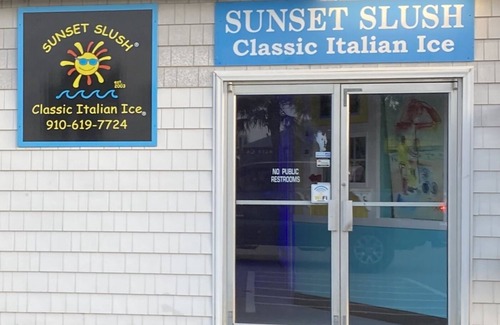 SUNSET SLUSH®
EST.
2003
Classic Italian Ice®
910-619-7724
SUNSET SLUSH
Classic Italian Ice
NO PUBLIC
RESTROOMS